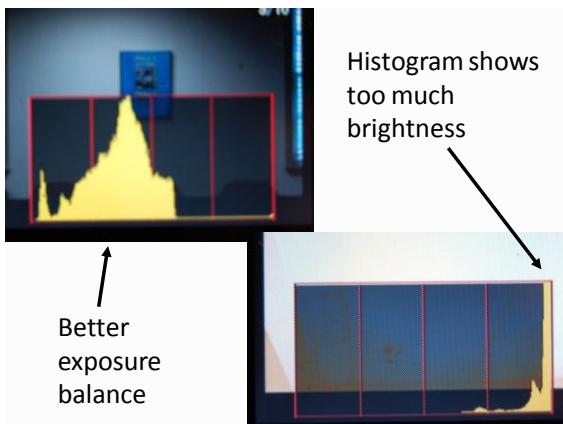 Histogram shows
too much
brightness
Better
exposure
balance